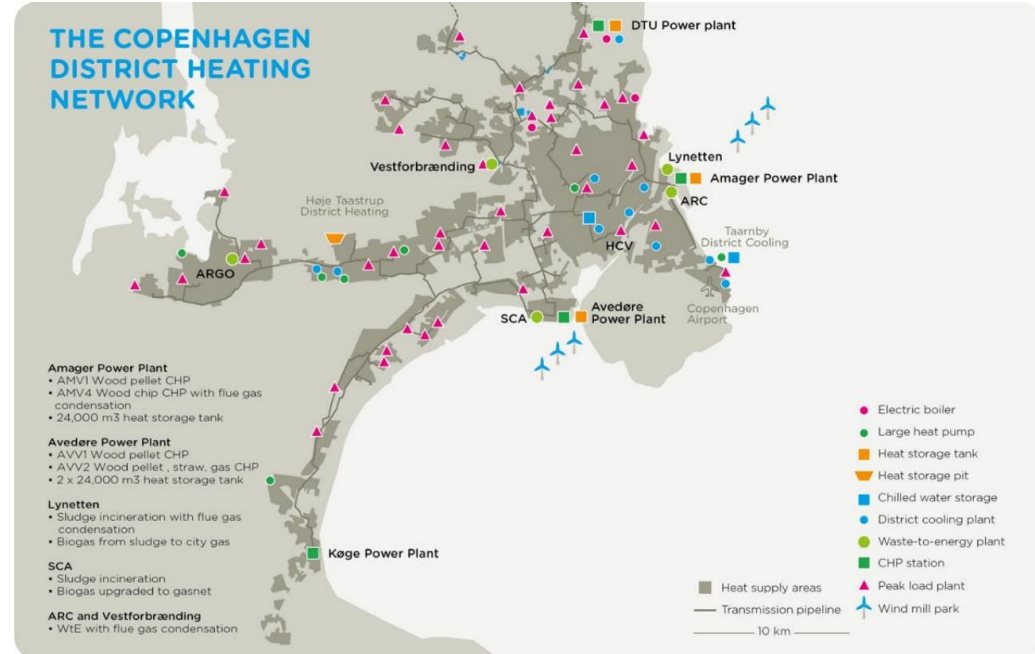 THE COPENHAGEN
DISTRICT HEATING
NETWORK
DTU Power plant
Vestforbrænding
Lynetten
Amager Power Plant
ARC
Høje Taastrup
District Heating
HCV
Taarnby
District Cooling
ARGO
Copenhagen
Airport
SCA
Avedøre
Power Plant
Køge Power Plant
Amager Power Plant
• AMV1 Wood pellet CHP
• AMV4 Wood chip CHP with flue gas
condensation
• 24,000 m3 heat storage tank
Avedøre Power Plant
• AVV1 Wood pellet CHP
• AVV2 Wood pellet , straw, gas CHP
• 2 x 24,000 m3 heat storage tank
Lynetten
• Sludge incineration with flue gas
condensation
• Biogas from sludge to city gas
SCA
• Sludge incineration
• Biogas upgraded to gasnet
ARC and Vestforbrænding
• WtE with flue gas condensation
Electric boiler
Large heat pump
Heat storage tank
Heat storage pit
Chilled water storage
District cooling plant
Waste-to-energy plant
CHP station
Peak load plant
Wind mill park
Heat supply areas
Transmission pipeline
10 km